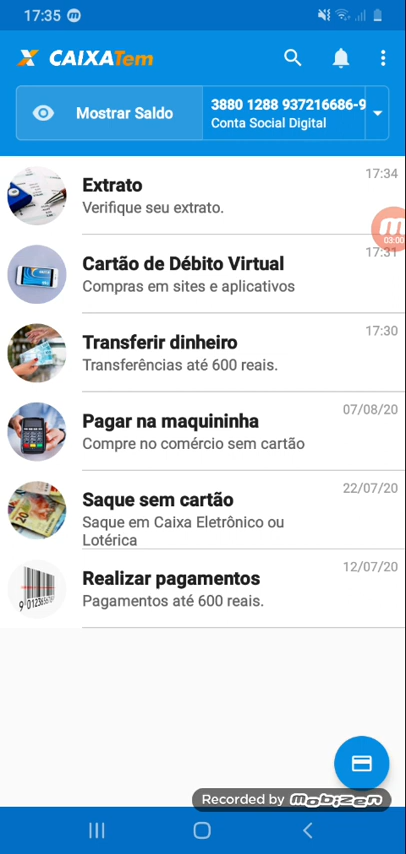 17:35
CAIXATem
Mostrar Saldo
3880 1288 937216686-9
Conta Social Digital
Extrato
17:34
Verifique seu extrato.
03:00
Cartão de Débito Virtual
17:31
Compras em sites e aplicativos
Transferir dinheiro
17:30
Transferências até 600 reais.
Pagar na maquininha
07/08/20
Compre no comércio sem cartão
Saque sem cartão
22/07/20
Saque em Caixa Eletrônico ou
Lotérica
Realizar pagamentos
12/07/20
Pagamentos até 600 reais.
Recorded by mobizen